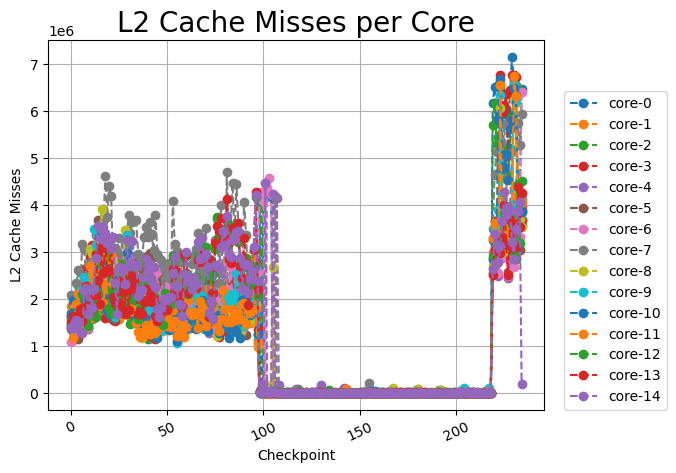 L2 Cache Misses per Core
1e6
7
6
5
4
3
2
1
0
L2 Cache Misses
0
50
100
150
200
Checkpoint
core-0
core-1
core-2
core-3
core-4
core-5
core-6
core-7
core-8
core-9
core-10
core-11
core-12
core-13
core-14